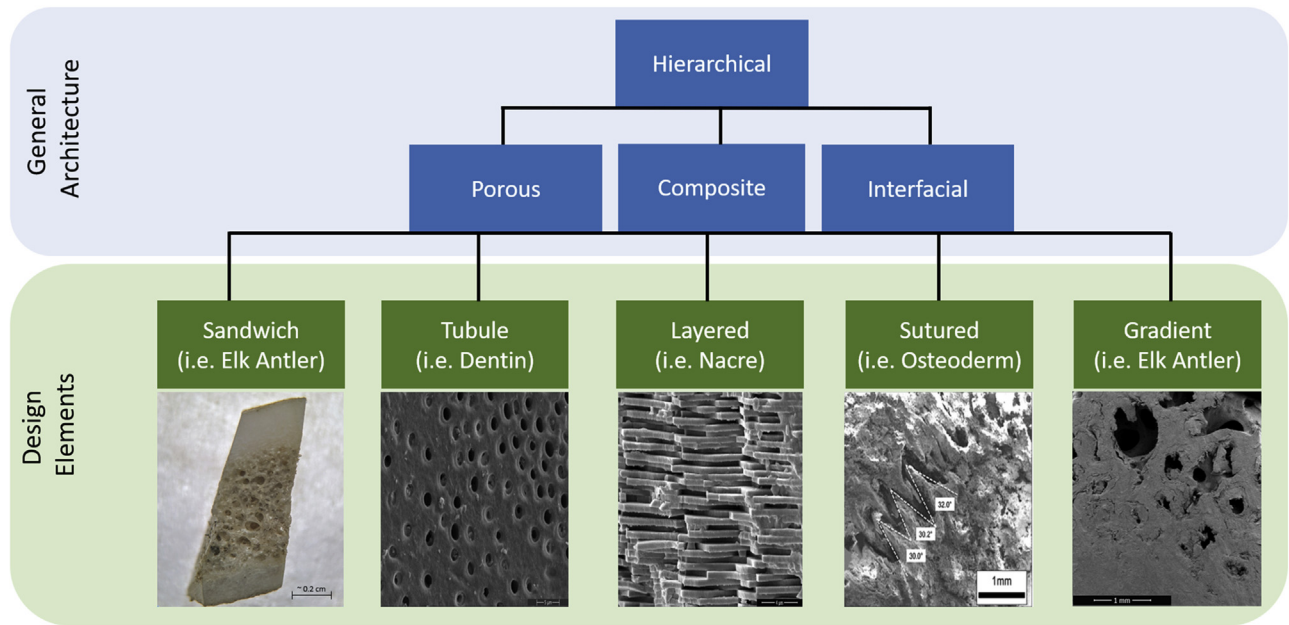 General
Architecture
Hierarchical
Porous
Composite
Interfacial
Design
Elements
Sandwich
(i.e. Elk Antler)
Tubule
(i.e. Dentin)
Layered
(i.e. Nacre)
Sutured
(i.e. Osteoderm)
Gradient
(i.e. Elk Antler)
~ 0.2 cm
32.0°
30.2°
30.0°
1mm
1 mm